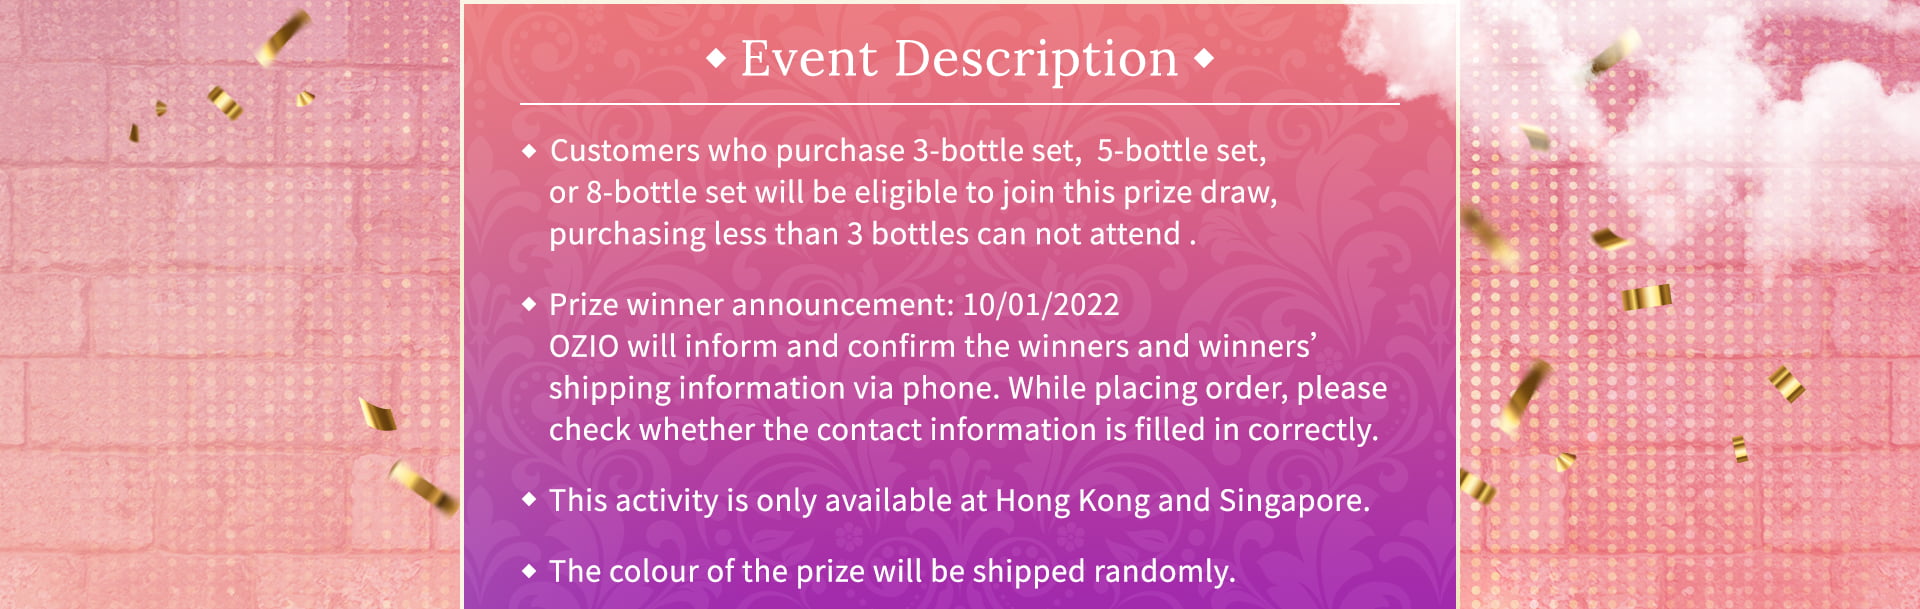 ◆ Event Description ◆
◆ Customers who purchase 3-bottle set, 5-bottle set,
or 8-bottle set will be eligible to join this prize draw,
purchasing less than 3 bottles can not attend .
◆ Prize winner announcement: 10/01/2022
OZIO will inform and confirm the winners and winners’
shipping information via phone. While placing order, please
check whether the contact information is filled in correctly.
◆ This activity is only available at Hong Kong and Singapore.
◆ The colour of the prize will be shipped randomly.